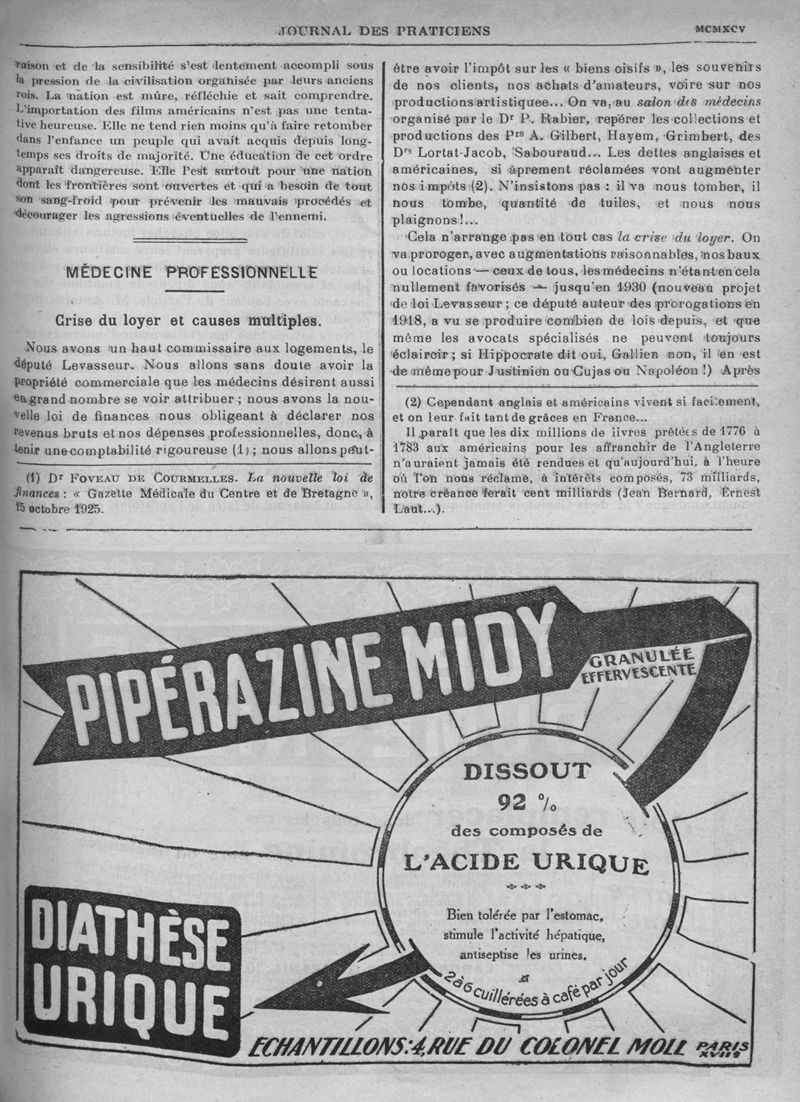 JOURNAL DES PRATICIENS
MCMXCV
raison et de la sensibilité s'est lentement accompli sous
la pression de la civilisation organisée par leurs anciens
rois. La nation est mûre, réfléchie et sait comprendre.
L'importation des films américains n'est pas une tenta-
tive heureuse. Elle ne tend rien moins qu'à faire retomber
dans l'enfance un peuple qui avait acquis depuis long-
temps ses droits de majorité. Une éducation de cet ordre
apparaît dangereuse. Elle l'est surtout pour une nation
dont les frontières sont ouvertes et qui a besoin de tout
son sang-froid pour prévenir les mauvais procédés et
décourager les agressions éventuelles de l'ennemi.
MÉDECINE PROFESSIONNELLE
Crise du loyer et causes multiples.
Nous avons un haut commissaire aux logements, le
député Levasseur. Nous allons sans doute avoir la
propriété commerciale que les médecins désirent aussi
en grand nombre se voir attribuer ; nous avons la nou-
velle loi de finances nous obligeant à déclarer nos
revenus bruts et nos dépenses professionnelles, donc, à
tenir une comptabilité rigoureuse (1) ; nous allons peut-
(1) Dr FOVEAU DE COURMELLES. La nouvelle loi de
finances : « Gazette Médicale du Centre et de Bretagne »,
15 octobre 1925.
être avoir l'impôt sur les « biens oisifs », les souvenirs
de nos clients, nos achats d'amateurs, voire sur nos
productions artistiques... On va, au salon des médecins
organisé par le Dr P. Rabier, repérer les collections et
productions des Prs A. Gilbert, Hayem, Grimbert, des
Drs Lortat-Jacob, Sabouraud... Les dettes anglaises et
américaines, si âprement réclamées vont augmenter
nos impôts (2). N'insistons pas : il va nous tomber, il
nous tombe, quantité de tuiles, et nous nous
plaignons !...
Cela n'arrange pas en tout cas la crise du loyer. On
va proroger, avec augmentations raisonnables, nos baux
ou locations — ceux de tous, les médecins n'étant en cela
nullement favorisés — jusqu'en 1930 (nouveau projet
de loi Levasseur ; ce député auteur des prorogations en
1918, a vu se produire combien de lois depuis, et que
même les avocats spécialisés ne peuvent toujours
éclaircir ; si Hippocrate dit oui, Gallien non, il en est
de même pour Justinien ou Cujas ou Napoléon !) Après
(2) Cependant anglais et américains vivent si facilement,
et on leur fait tant de grâces en France...
Il paraît que les dix millions de livres prêtées de 1776 à
1783 aux américains pour les affranchir de l'Angleterre
n'auraient jamais été rendues et qu'aujourd'hui, à l'heure
où l'on nous réclame, à intérêts composés, 73 milliards,
notre créance ferait cent milliards (Jean Bernard, Ernest
Laut...).
PIPÉRAZINE MIDY
GRANULÉE
EFFERVESCENTE
DISSOUT
92 %
des composés de
L'ACIDE URIQUE
Bien tolérée par l'estomac,
stimule l'activité hépatique,
antiseptise les urines.
2 à 6 cuillérées à café par jour
DIATHÈSE
URIQUE
ECHANTILLONS: 4, RUE DU COLONEL MOLL PARIS
XVIIe